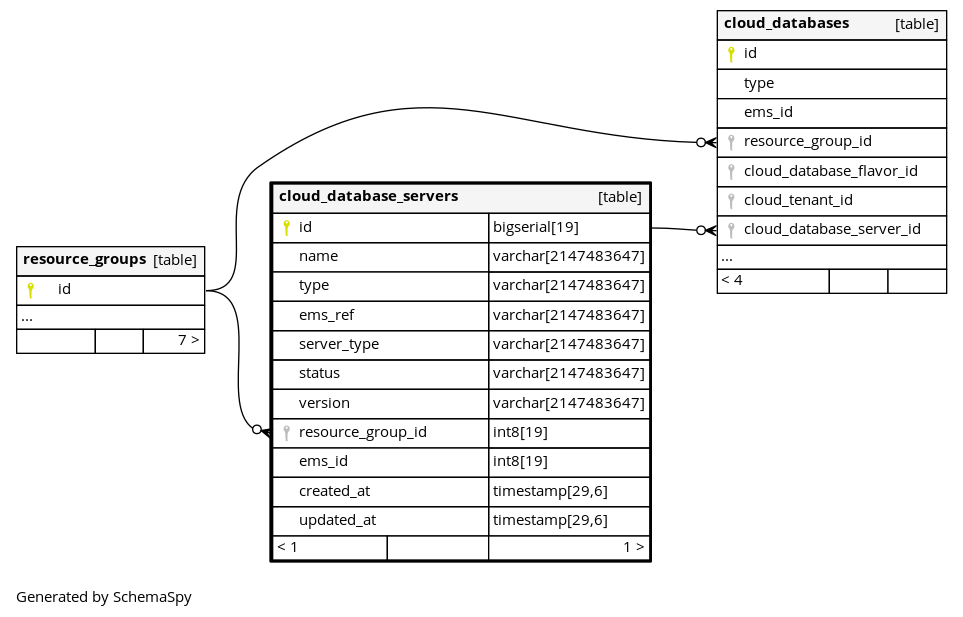 cloud_databases [table]
id
type
ems_id
resource_group_id
cloud_database_flavor_id
cloud_tenant_id
cloud_database_server_id
...
< 4
cloud_database_servers [table]
id bigserial[19]
name varchar[2147483647]
type varchar[2147483647]
ems_ref varchar[2147483647]
server_type varchar[2147483647]
status varchar[2147483647]
version varchar[2147483647]
resource_group_id int8[19]
ems_id int8[19]
created_at timestamp[29,6]
updated_at timestamp[29,6]
< 1 1 >
resource_groups [table]
id
...
7 >
Generated by SchemaSpy